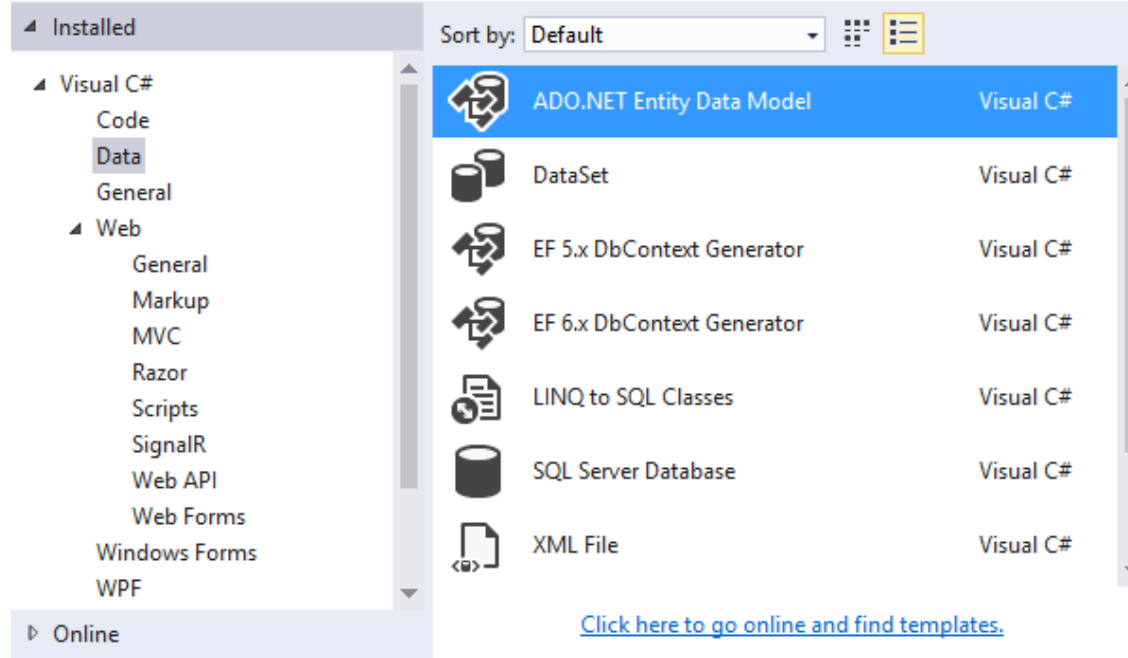 Installed
Visual C#
Code
Data
General
Web
General
Markup
MVC
Razor
Scripts
SignalR
Web API
Web Forms
Windows Forms
WPF
Online
Sort by: Default
ADO.NET Entity Data Model Visual C#
DataSet Visual C#
EF 5.x DbContext Generator Visual C#
EF 6.x DbContext Generator Visual C#
LINQ to SQL Classes Visual C#
SQL Server Database Visual C#
XML File Visual C#
Click here to go online and find templates.